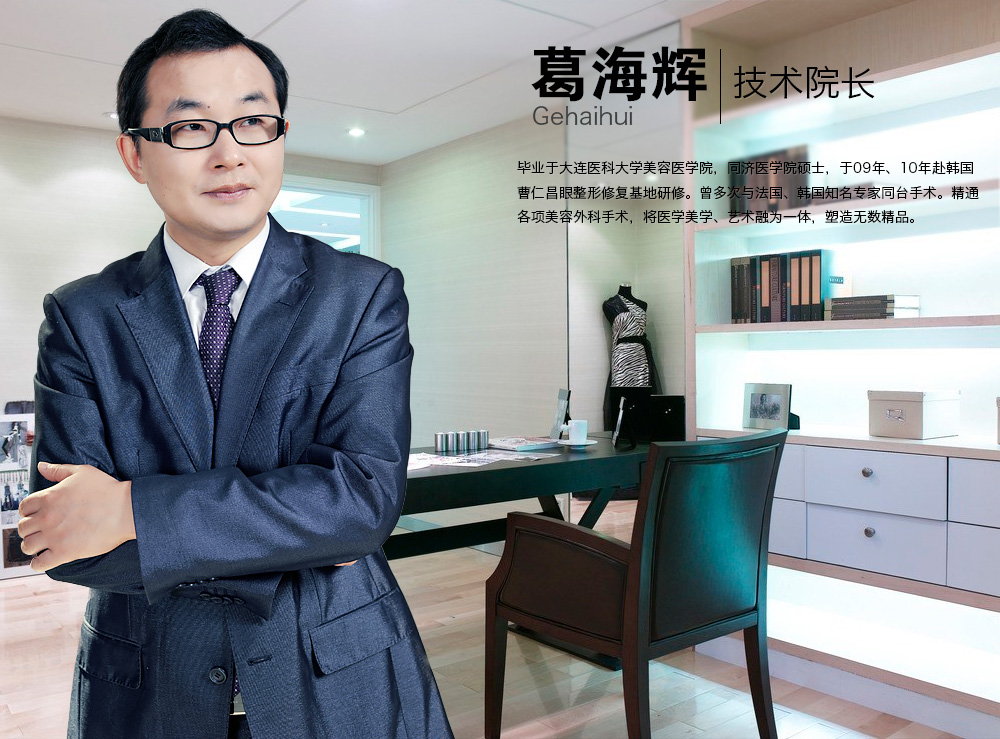 葛海辉
技术院长
Gehaihui
毕业于大连医科大学美容医学院，同济医学院硕士，于09年、10年赴韩国
曹仁昌眼整形修复基地研修。曾多次与法国、韩国知名专家同台手术。精通
各项美容外科手术，将医学美学、艺术融为一体，塑造无数精品。